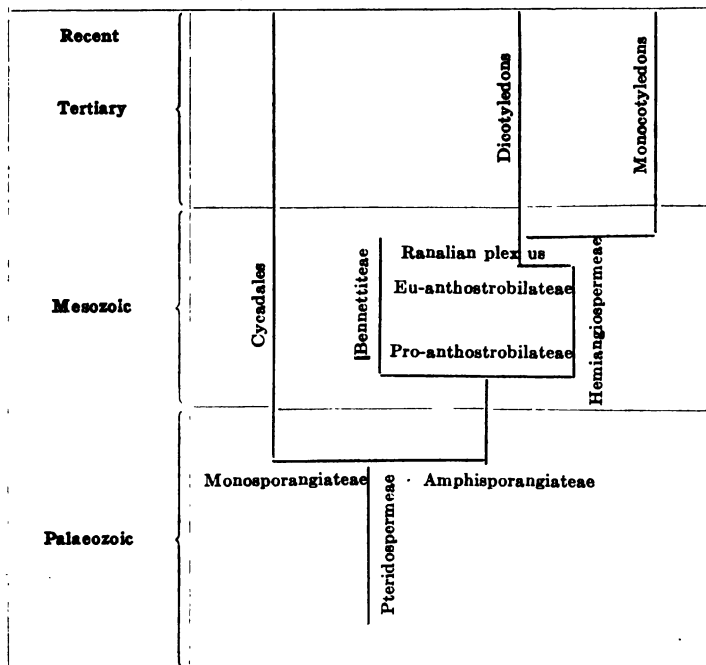 Recent
Tertiary
Dicotyledons
Monocotyledons
Mesozoic
Cycadales
Bennettiteae
Ranalian plexus
Eu-anthostrobilateae
Pro-anthostrobilateae
Hemiangiospermeae
Palaeozoic
Monosporangiateae
Amphisporangiateae
Pteridospermeae